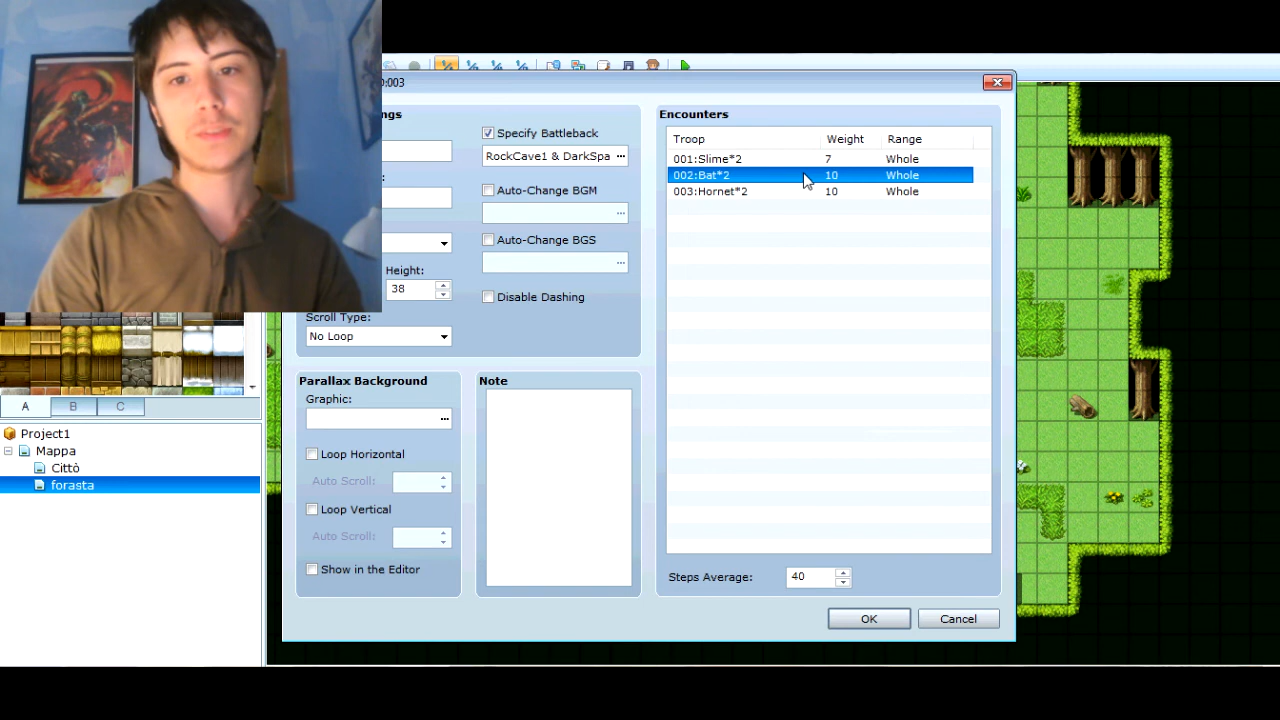 :003
ngs
Specify Battleback
RockCave1 & DarkSpa ...
:
Auto-Change BGM
...
Auto-Change BGS
...
Height:
38
Disable Dashing
Scroll Type:
No Loop
Parallax Background
Graphic:
...
Loop Horizontal
Auto Scroll:
Loop Vertical
Auto Scroll:
Show in the Editor
Note
Encounters
Troop Weight Range
001:Slime*2 7 Whole
002:Bat*2 10 Whole
003:Hornet*2 10 Whole
Steps Average: 40
OK Cancel
A B C
Project1
Mappa
Cittò
forasta